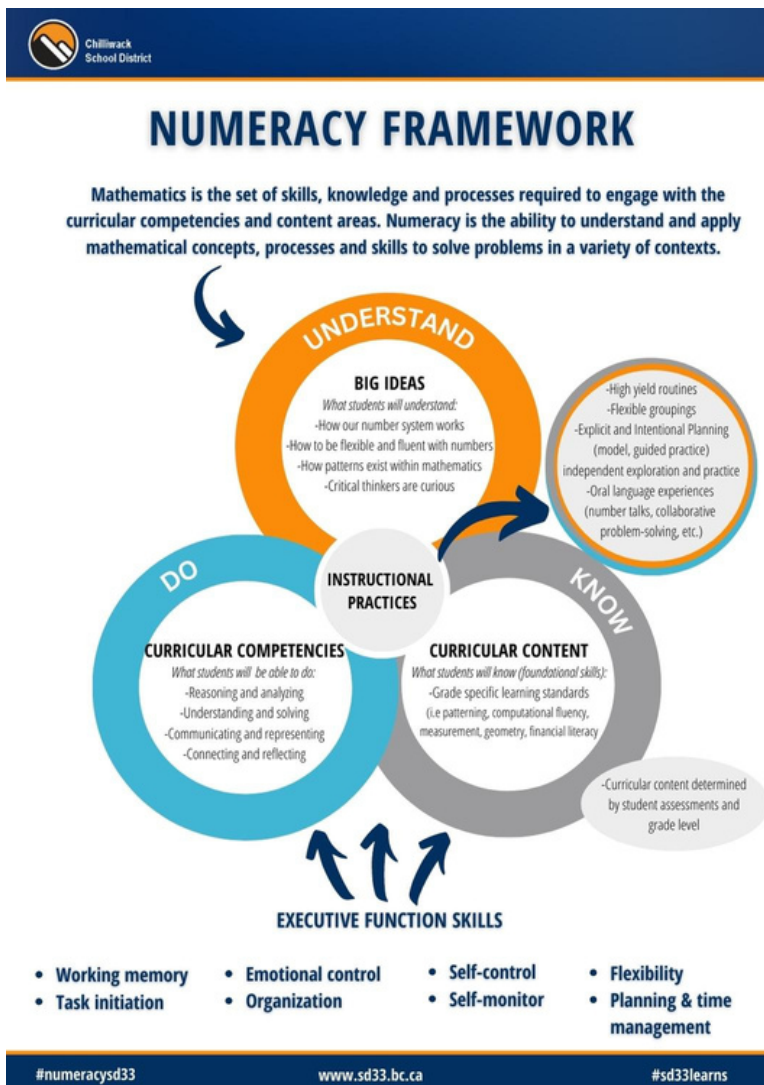 Chilliwack
School District
NUMERACY FRAMEWORK
Mathematics is the set of skills, knowledge and processes required to engage with the
curricular competencies and content areas. Numeracy is the ability to understand and apply
mathematical concepts, processes and skills to solve problems in a variety of contexts.
UNDERSTAND
BIG IDEAS
What students will understand:
-How our number system works
-How to be flexible and fluent with numbers
-How patterns exist within mathematics
-Critical thinkers are curious
-High yield routines
-Flexible groupings
-Explicit and Intentional Planning
(model, guided practice)
independent exploration and practice
-Oral language experiences
(number talks, collaborative
problem-solving, etc.)
INSTRUCTIONAL
PRACTICES
DO
CURRICULAR COMPETENCIES
What students will be able to do:
-Reasoning and analyzing
-Understanding and solving
-Communicating and representing
-Connecting and reflecting
KNOW
CURRICULAR CONTENT
What students will know (foundational skills):
-Grade specific learning standards
(i.e patterning, computational fluency,
measurement, geometry, financial literacy
-Curricular content determined
by student assessments and
grade level
EXECUTIVE FUNCTION SKILLS
• Working memory
• Task initiation
• Emotional control
• Organization
• Self-control
• Self-monitor
• Flexibility
• Planning & time
management
#numeracysd33
www.sd33.bc.ca
#sd33learns